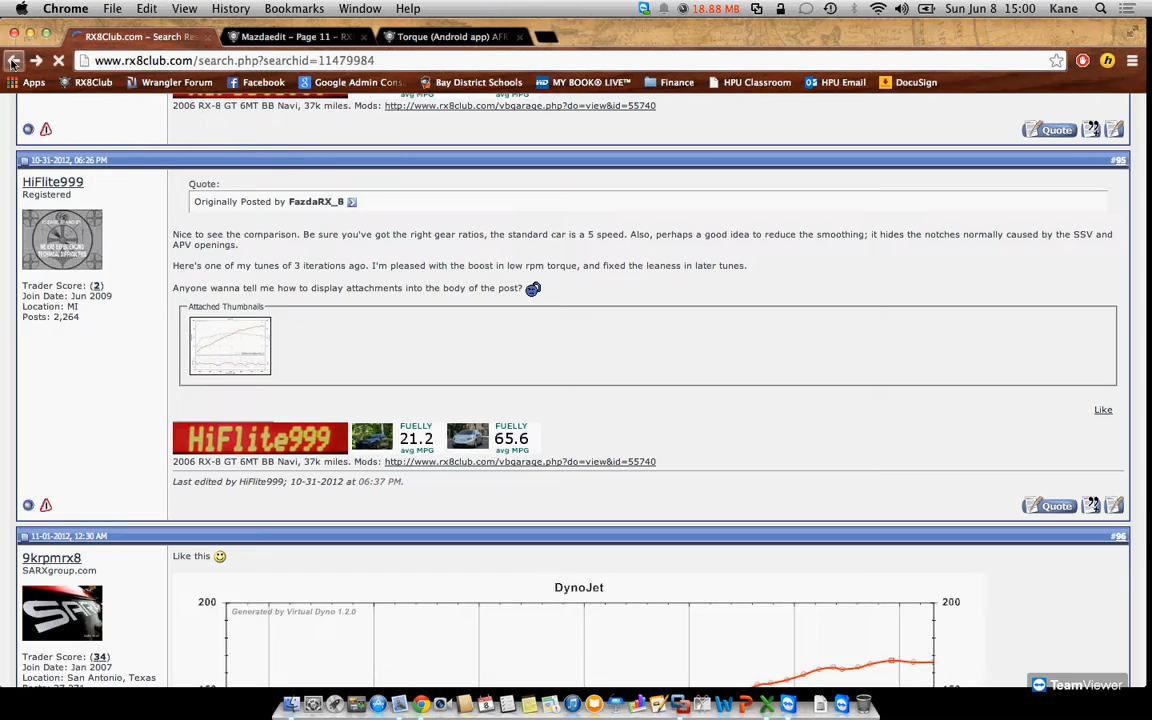 Chrome File Edit View History Bookmarks Window Help 18.88 MB Sun Jun 8 15:00 Kane
RX8Club.com - Search Re Mazdaedit - Page 11 - RX Torque (Android app) AFR
www.rx8club.com/search.php?searchid=11479984
Apps RX8Club Wrangler Forum Facebook Google Admin Con Bay District Schools MY BOOK® LIVE™ Finance HPU Classroom HPU Email DocuSign
avg MPG avg MPG
2006 RX-8 GT 6MT BB Navi, 37k miles. Mods: http://www.rx8club.com/vbgarage.php?do=view&id=55740
Quote
10-31-2012, 06:26 PM #95
HiFlite999
Registered
Trader Score: (2)
Join Date: Jun 2009
Location: MI
Posts: 2,264
Quote:
Originally Posted by FazdaRX_B
Nice to see the comparison. Be sure you've got the right gear ratios, the standard car is a 5 speed. Also, perhaps a good idea to reduce the smoothing; it hides the notches normally caused by the SSV and
APV openings.
Here's one of my tunes of 3 iterations ago. I'm pleased with the boost in low rpm torque, and fixed the leaness in later tunes.
Anyone wanna tell me how to display attachments into the body of the post?
Attached Thumbnails
Like
HiFlite999 FUELLY 21.2 avg MPG FUELLY 65.6 avg MPG
2006 RX-8 GT 6MT BB Navi, 37k miles. Mods: http://www.rx8club.com/vbgarage.php?do=view&id=55740
Last edited by HiFlite999; 10-31-2012 at 06:37 PM.
Quote
11-01-2012, 12:30 AM #96
9krpmrx8
SARXgroup.com
Trader Score: (34)
Join Date: Jan 2007
Location: San Antonio, Texas
Like this
DynoJet
200 200
Generated by Virtual Dyno 1.2.0
TeamViewer